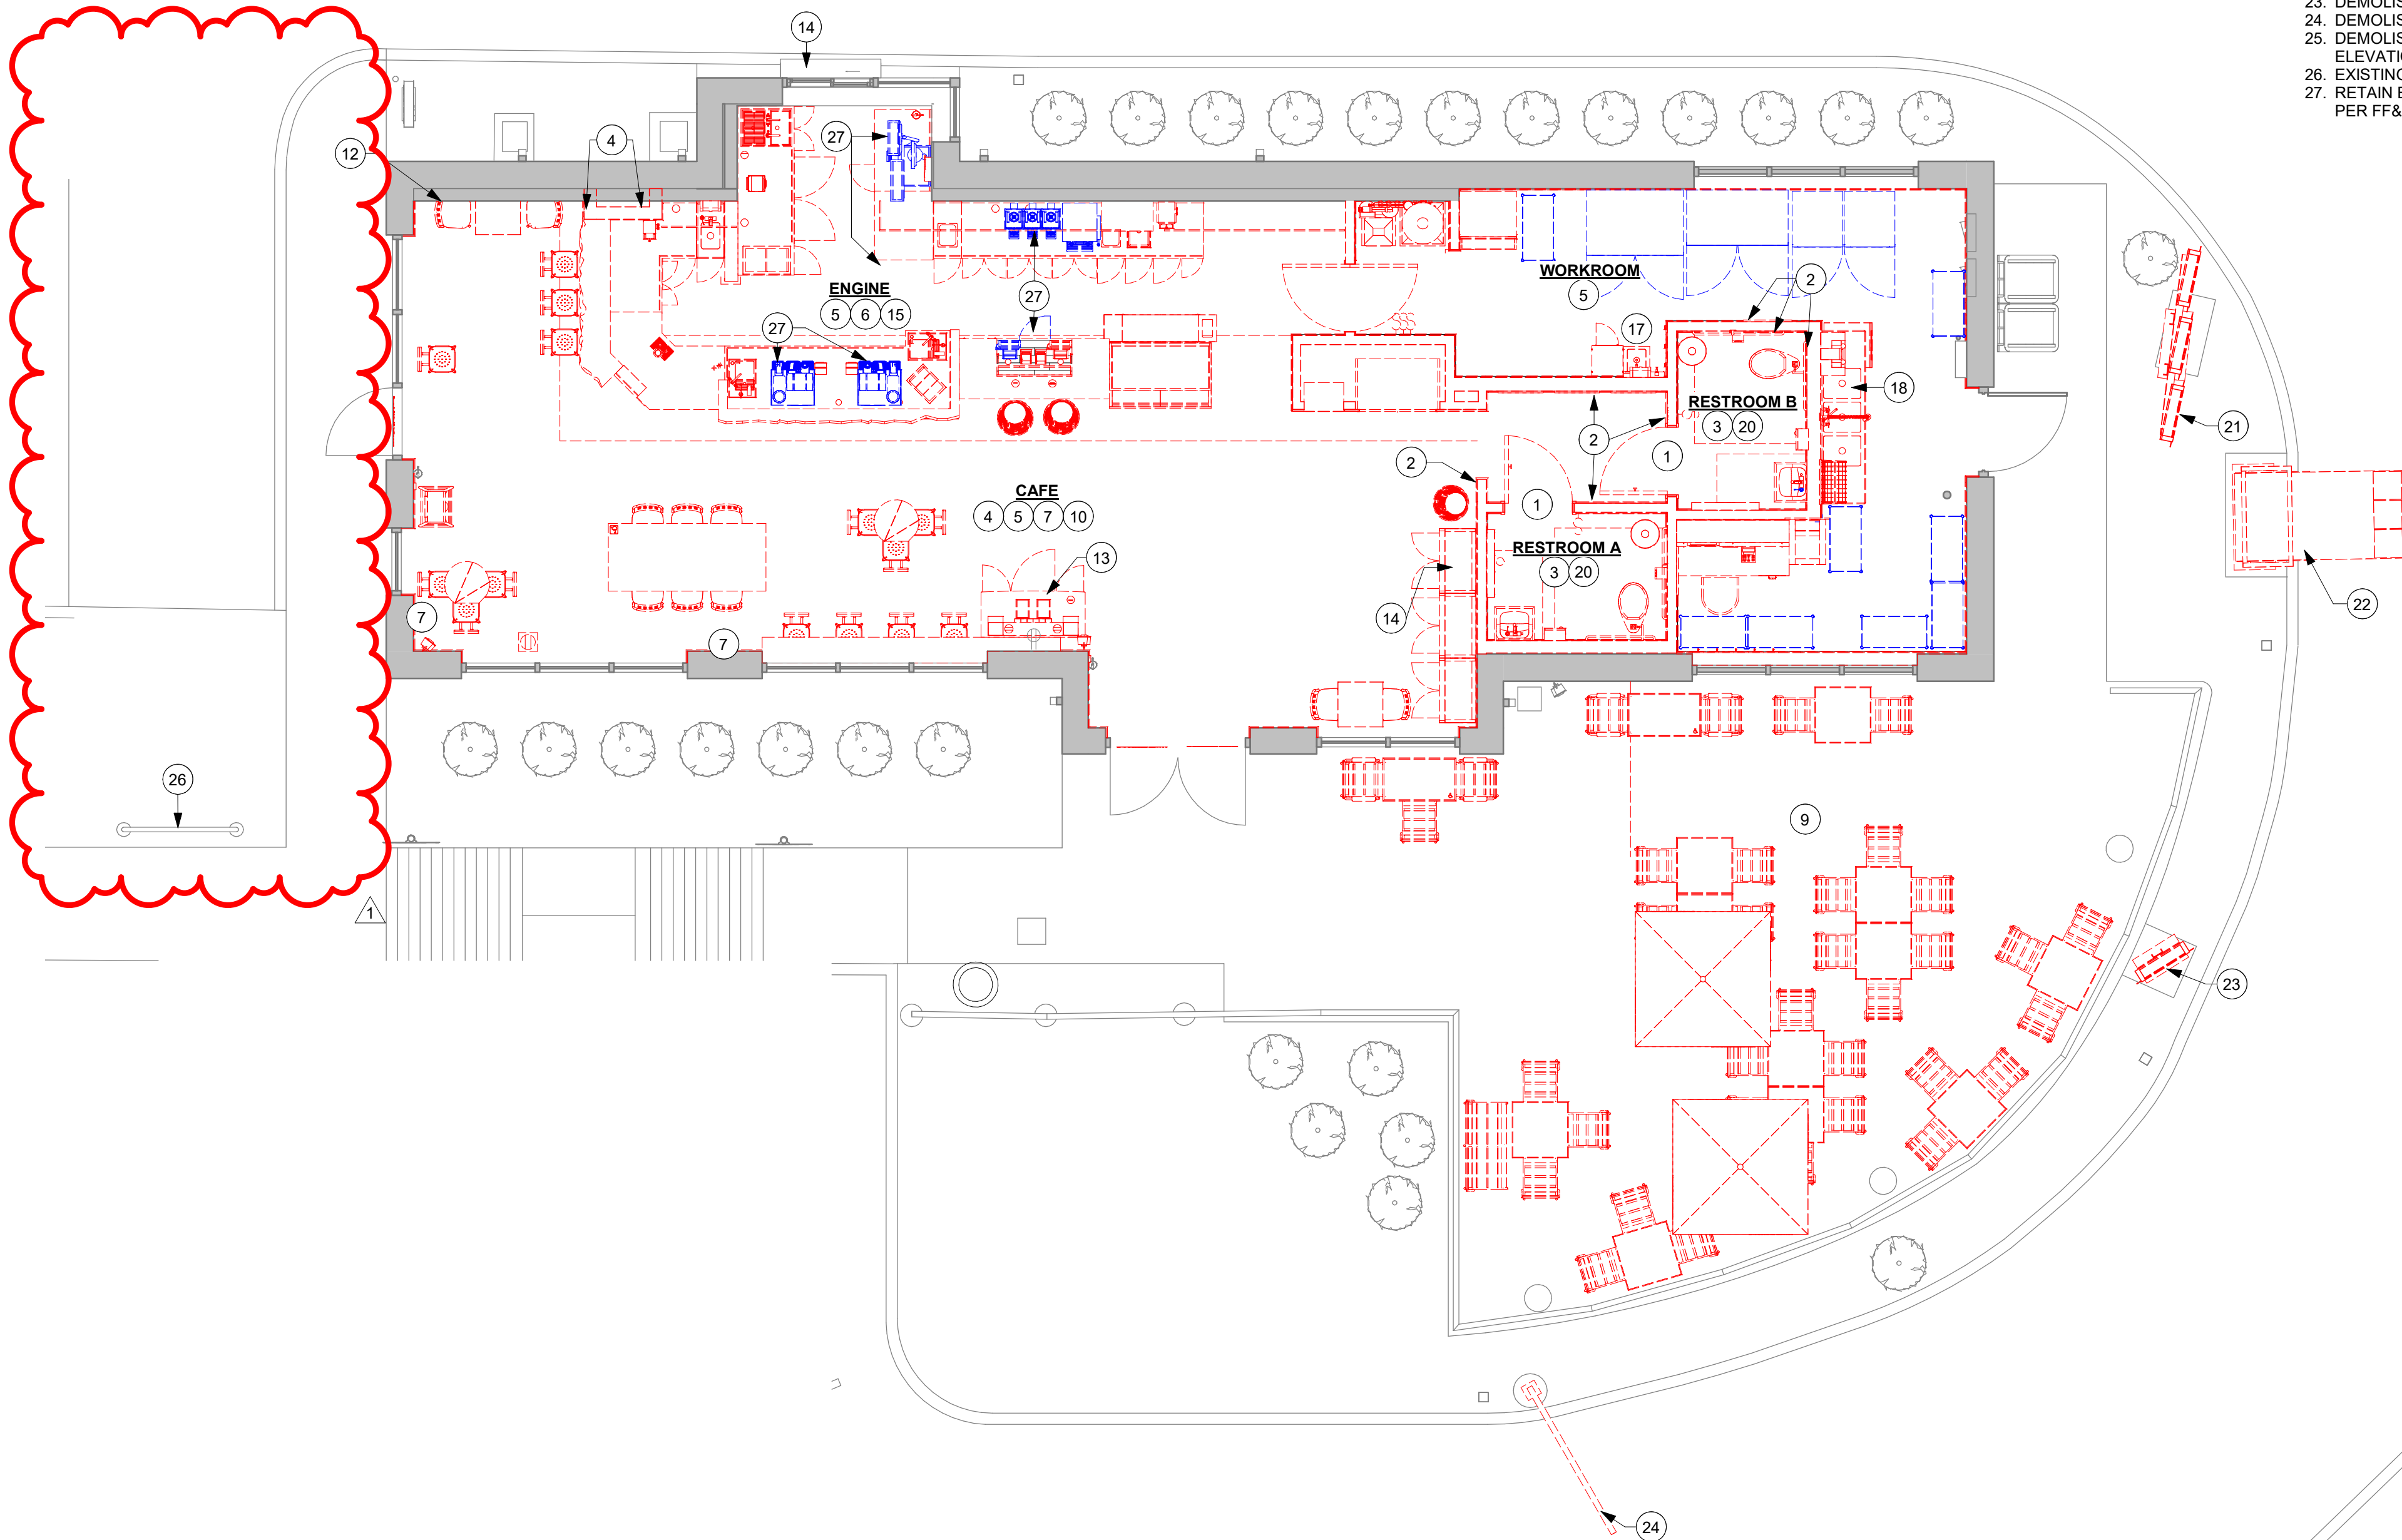 23. DEMOLIS
24. DEMOLIS
25. DEMOLIS
ELEVATIO
26. EXISTING
27. RETAIN E
PER FF&
14
4
12
27
WORKROOM
5
2
ENGINE
5 6 15
27
27
17
18
RESTROOM B
3 20
21
2
2
1
CAFE
4 5 7 10
1
13
RESTROOM A
3 20
22
14
7
7
26
9
1
23
24